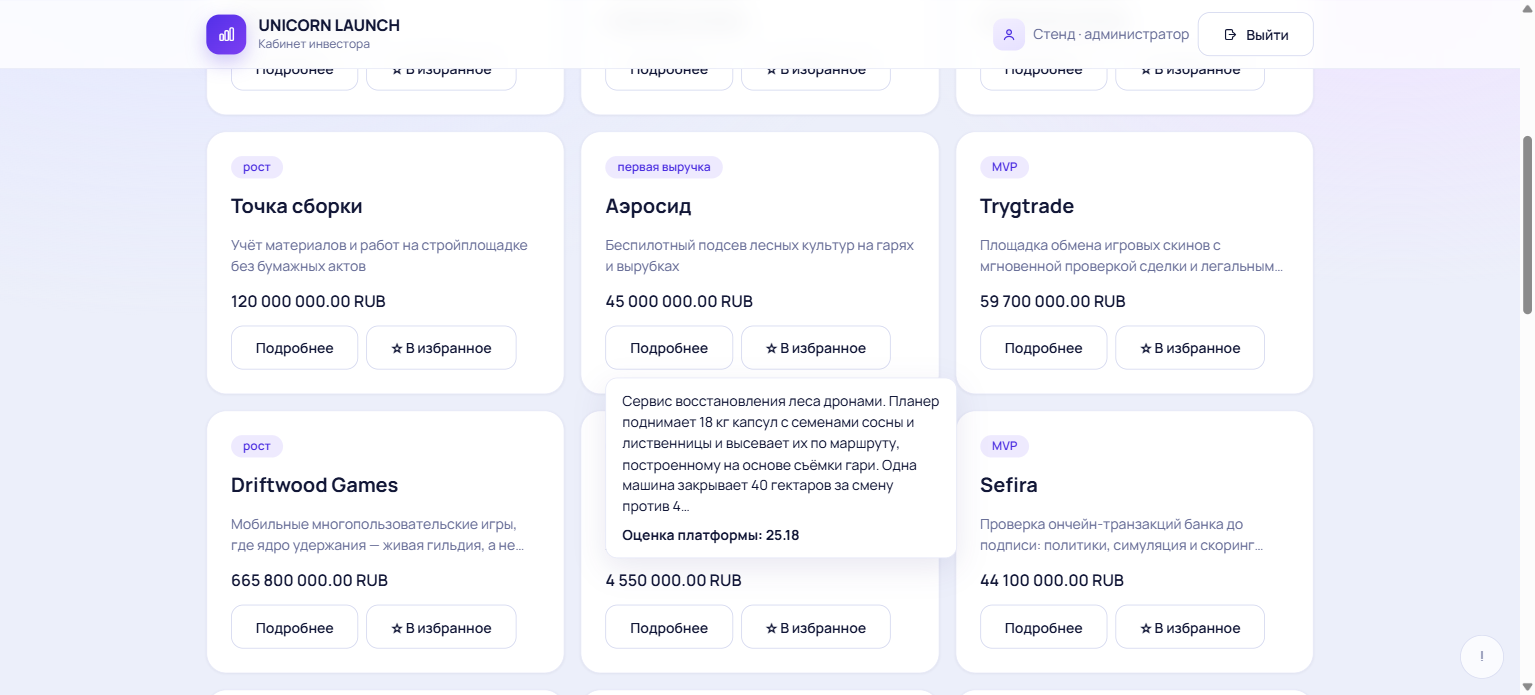 UNICORN LAUNCH
Кабинет инвестора
Стенд · администратор
Выйти
Подробнее
☆ В избранное
Подробнее
☆ В избранное
Подробнее
☆ В избранное
рост
Точка сборки
Учёт материалов и работ на стройплощадке
без бумажных актов
120 000 000.00 RUB
Подробнее
☆ В избранное
первая выручка
Аэросид
Беспилотный подсев лесных культур на гарях
и вырубках
45 000 000.00 RUB
Подробнее
☆ В избранное
MVP
Trygtrade
Площадка обмена игровых скинов с
мгновенной проверкой сделки и легальным…
59 700 000.00 RUB
Подробнее
☆ В избранное
Сервис восстановления леса дронами. Планер
поднимает 18 кг капсул с семенами сосны и
лиственницы и высевает их по маршруту,
построенному на основе съёмки гари. Одна
машина закрывает 40 гектаров за смену
против 4…
Оценка платформы: 25.18
рост
Driftwood Games
Мобильные многопользовательские игры,
где ядро удержания — живая гильдия, а не…
665 800 000.00 RUB
Подробнее
☆ В избранное
4 550 000.00 RUB
Подробнее
☆ В избранное
MVP
Sefira
Проверка ончейн-транзакций банка до
подписи: политики, симуляция и скоринг…
44 100 000.00 RUB
Подробнее
☆ В избранное
!